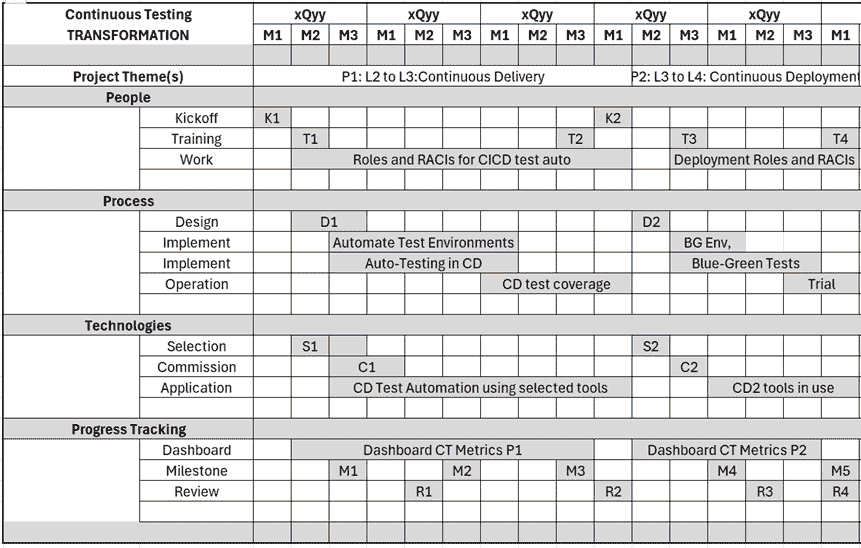 Continuous Testing xQyy xQyy xQyy xQyy xQyy
TRANSFORMATION M1 M2 M3 M1 M2 M3 M1 M2 M3 M1 M2 M3 M1 M2 M3 M1
Project Theme(s) P1: L2 to L3:Continuous Delivery P2: L3 to L4: Continuous Deployment
People
Kickoff K1 K2
Training T1 T2 T3 T4
Work Roles and RACIs for CICD test auto Deployment Roles and RACIs
Process
Design D1 D2
Implement Automate Test Environments BG Env,
Implement Auto-Testing in CD Blue-Green Tests
Operation CD test coverage Trial
Technologies
Selection S1 S2
Commission C1 C2
Application CD Test Automation using selected tools CD2 tools in use
Progress Tracking
Dashboard Dashboard CT Metrics P1 Dashboard CT Metrics P2
Milestone M1 M2 M3 M4 M5
Review R1 R2 R3 R4